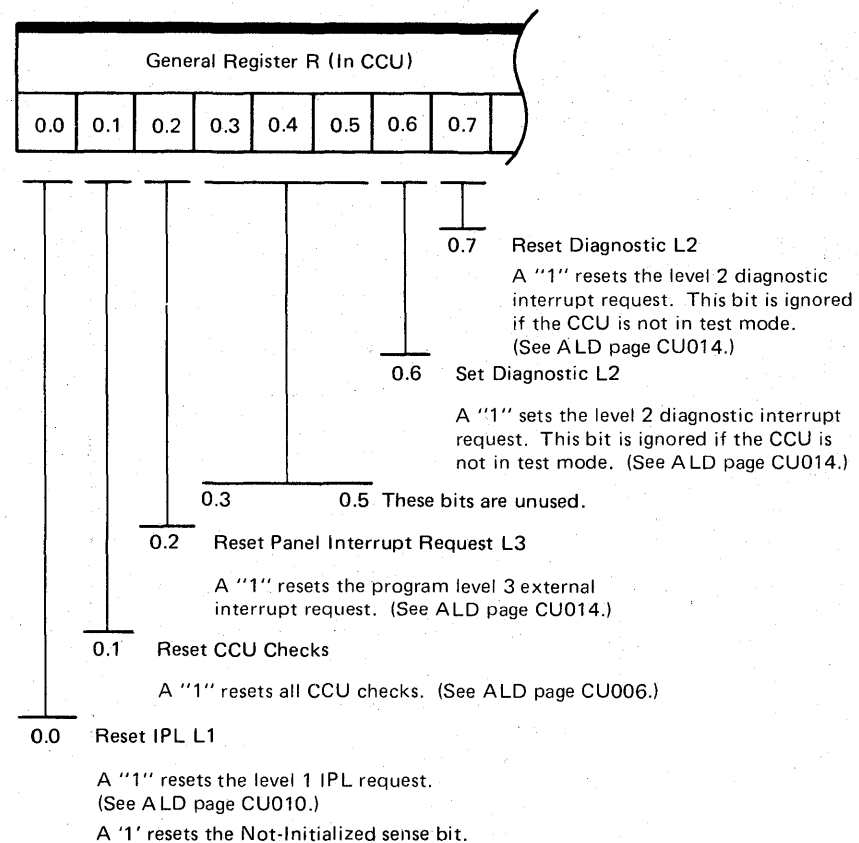 General Register R (In CCU)
0.0 0.1 0.2 0.3 0.4 0.5 0.6 0.7
0.7 Reset Diagnostic L2
A "1" resets the level 2 diagnostic
interrupt request. This bit is ignored
if the CCU is not in test mode.
(See ALD page CU014.)
0.6 Set Diagnostic L2
A "1" sets the level 2 diagnostic interrupt
request. This bit is ignored if the CCU is
not in test mode. (See ALD page CU014.)
0.3 0.5 These bits are unused.
0.2 Reset Panel Interrupt Request L3
A "1" resets the program level 3 external
interrupt request. (See ALD page CU014.)
0.1 Reset CCU Checks
A "1" resets all CCU checks. (See ALD page CU006.)
0.0 Reset IPL L1
A "1" resets the level 1 IPL request.
(See ALD page CU010.)
A '1' resets the Not-Initialized sense bit.